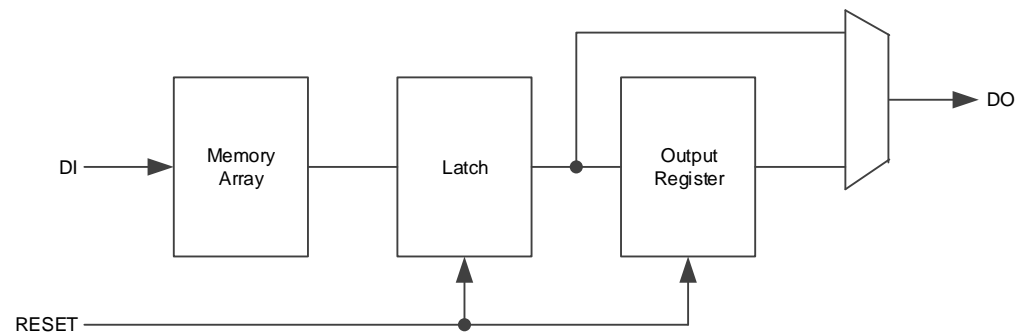 DI
Memory
Array
Latch
Output
Register
DO
RESET